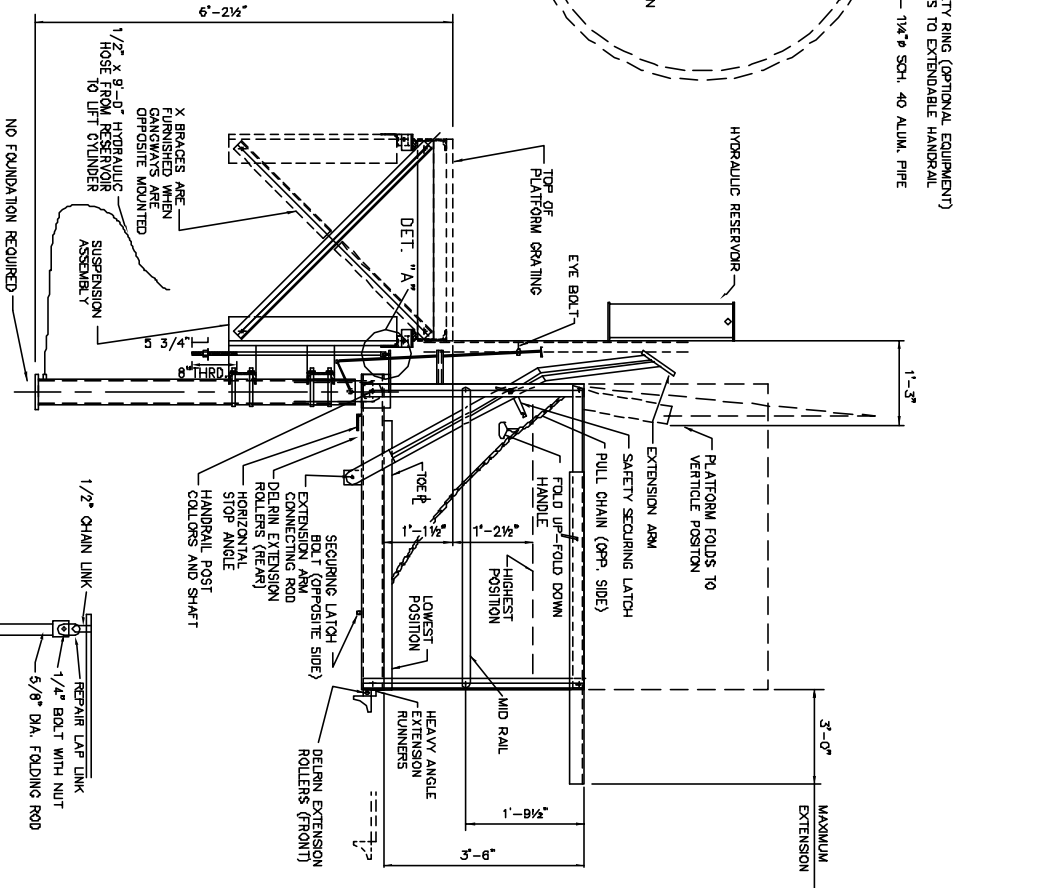 TY RING (OPTIONAL EQUIPMENT)
S TO EXTENDABLE HANDRAIL
1¼"ø SCH. 40 ALUM. PIPE
N
HYDRAULIC RESERVOIR
TOP OF
PLATFORM GRATING
EYE BOLT
6'-2½"
1/2" X 9'-0" HYDRAULIC
HOSE FROM RESERVOIR
TO LIFT CYLINDER
X BRACES ARE
FURNISHED WHEN
GANGWAYS ARE
OPPOSITE MOUNTED
DET. "A"
SUSPENSION
ASSEMBLY
NO FOUNDATION REQUIRED
5 3/4"
8" THRD.
1'-3"
PLATFORM FOLDS TO
VERTICLE POSITON
EXTENSION ARM
SAFETY SECURING LATCH
PULL CHAIN (OPP. SIDE)
FOLD UP-FOLD DOWN
HANDLE
HIGHEST
POSITION
1'-2½"
1'-1½"
TOE PL
LOWEST
POSITION
MID RAIL
SECURING LATCH
BOLT (OPPOSITE SIDE)
EXTENSION ARM
CONNECTING ROD
DELRIN EXTENSION
ROLLERS (REAR)
HORIZONTAL
STOP ANGLE
HANDRAIL POST
COLLORS AND SHAFT
HEAVY ANGLE
EXTENSION
RUNNERS
DELRIN EXTENSION
ROLLERS (FRONT)
3'-0"
MAXIMUM
EXTENSION
1'-9½"
3'-6"
1/2" CHAIN LINK
REPAIR LAP LINK
1/4" BOLT WITH NUT
5/8" DIA. FOLDING ROD